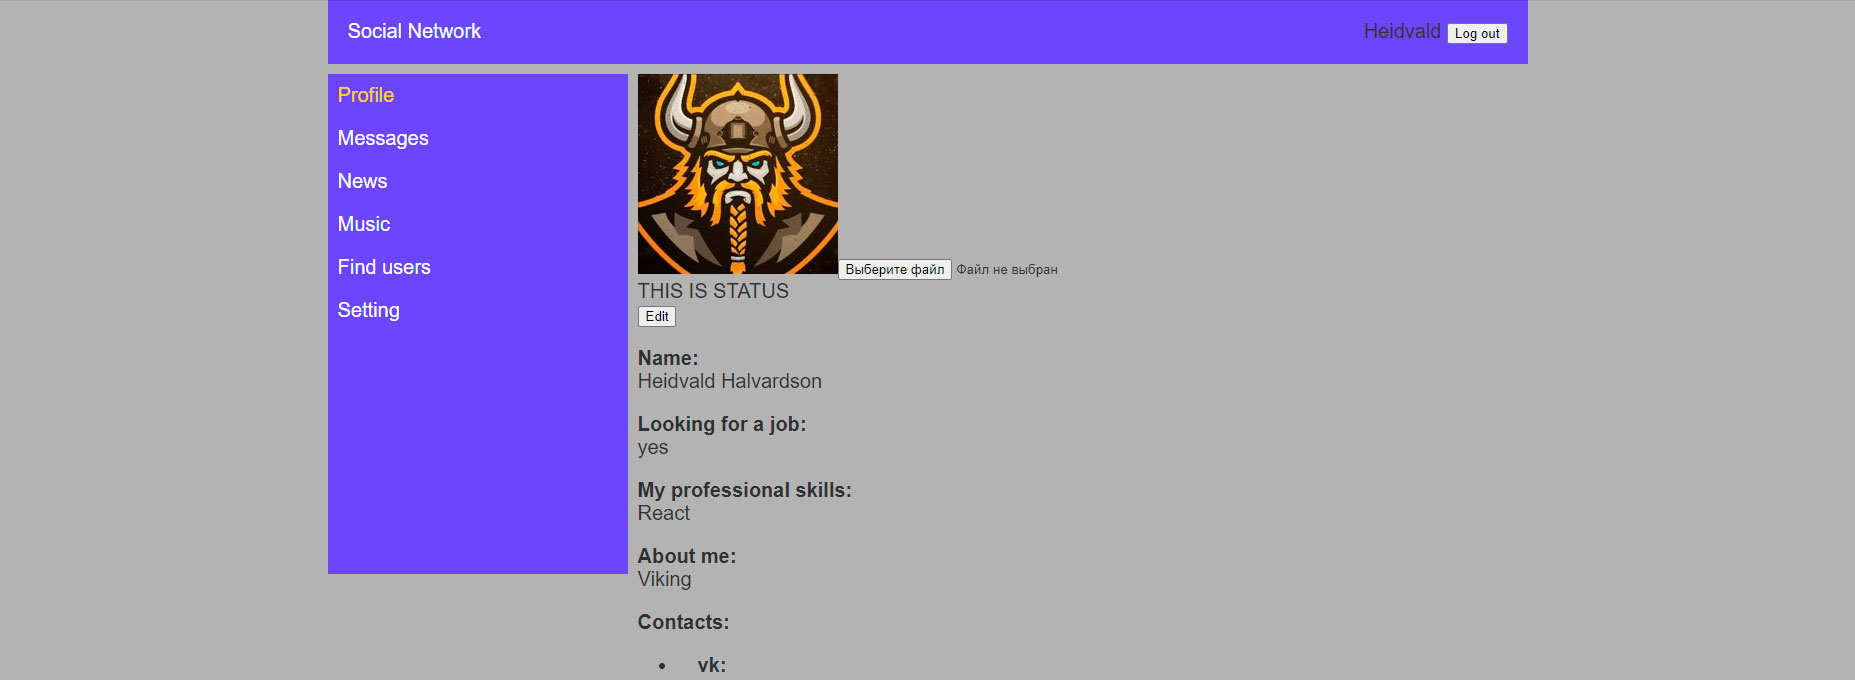 Social Network
Heidvald Log out
Profile
Messages
News
Music
Find users
Setting
Выберите файл Файл не выбран
THIS IS STATUS
Edit
Name:
Heidvald Halvardson
Looking for a job:
yes
My professional skills:
React
About me:
Viking
Contacts:
• vk: